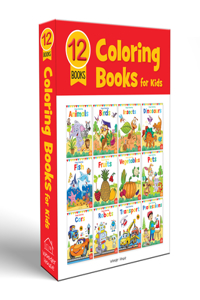 12
BOOKS
Coloring
Books
for Kids
Animals
Birds
Insects
Dinosaurs
Fish
Fruits
Vegetables
Pets
Cars
Robots
Transport
12
BOOKS
Coloring Books for Kids